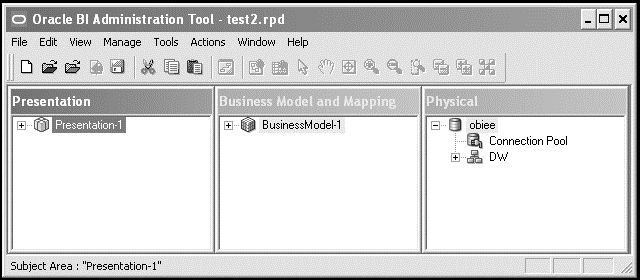 Oracle BI Administration Tool - test2.rpd
File Edit View Manage Tools Actions Window Help
Presentation
Presentation-1
Business Model and Mapping
BusinessModel-1
Physical
obiee
Connection Pool
DW
Subject Area : "Presentation-1"